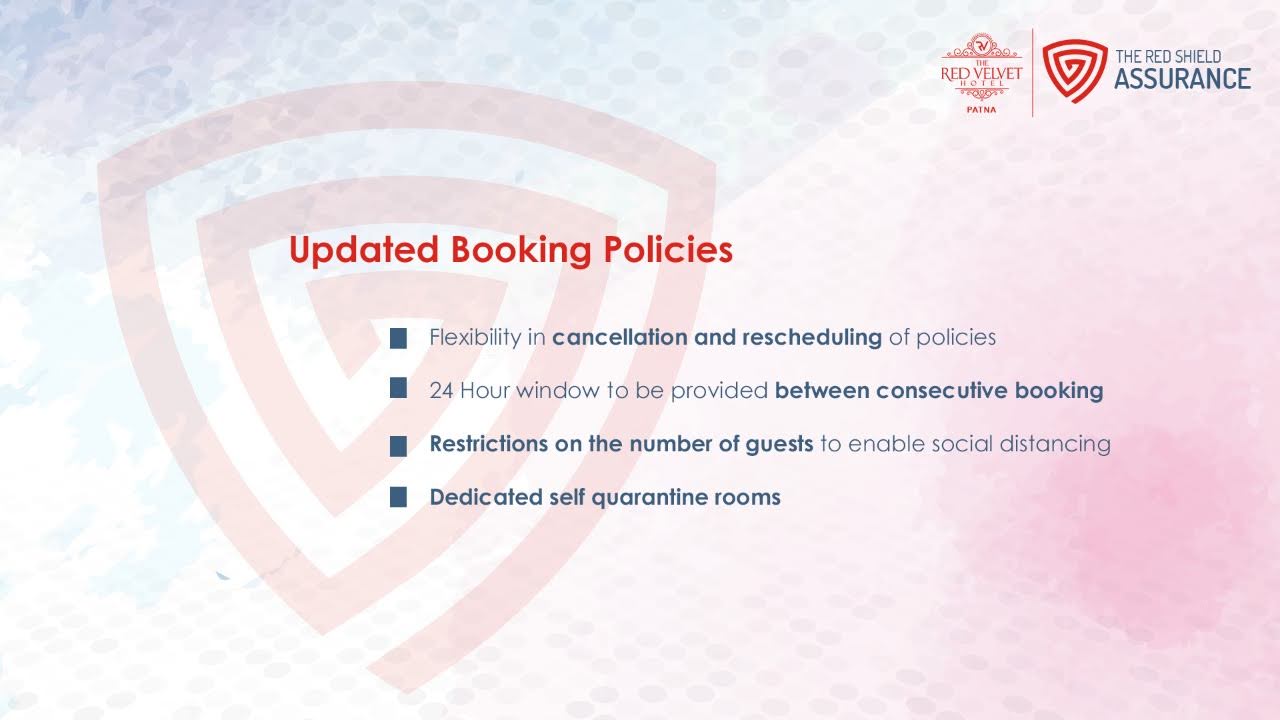 THE
RED VELVET
HOTEL
PATNA
THE RED SHIELD
ASSURANCE
Updated Booking Policies
Flexibility in cancellation and rescheduling of policies
24 Hour window to be provided between consecutive booking
Restrictions on the number of guests to enable social distancing
Dedicated self quarantine rooms